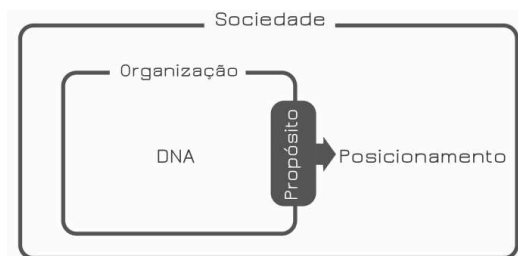 Sociedade
Organização
DNA
Propósito
Posicionamento